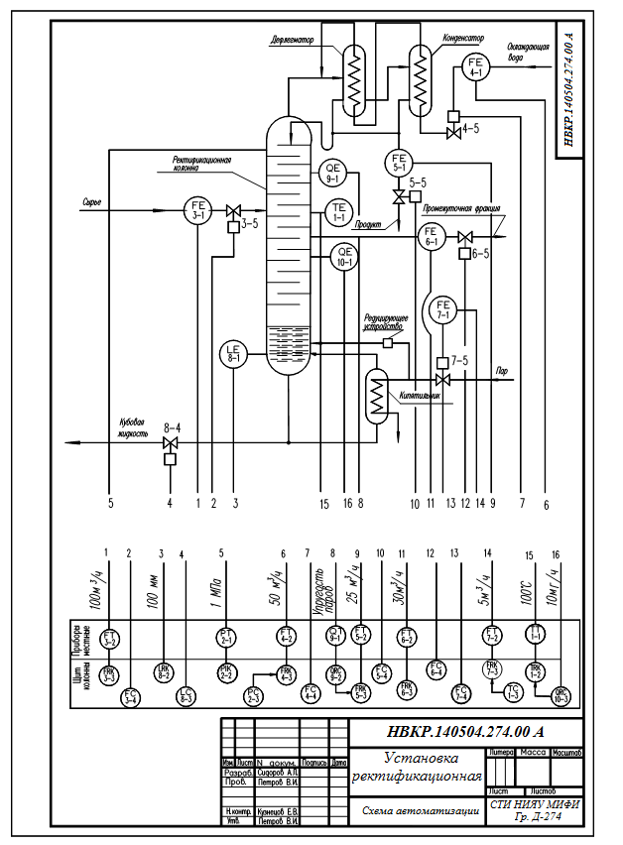 НВКР.140504.274.00 А
Дефлегматор
Конденсатор
Охлаждающая
вода
FE
4-1
4-5
Ректификационная
колонна
QE
9-1
FE
5-1
5-5
Сырье
FE
3-1
3-5
TE
1-1
Продукт
Промежуточная фракция
FE
6-1
6-5
QE
10-1
FE
7-1
Редуцирующее
устройство
7-5
LE
8-1
Пар
Кипятильник
Кубовая
жидкость
8-4
5 4 1 2 3 15 16 8 10 11 13 14 12 9 7 6
1 2 3 4 5 6 7 8 9 10 11 12 13 14 15 16
100м³/ч
100 мм
1 МПа
50 м³/ч
Упругость
паров
25 м³/ч
30м³/ч
5м³/ч
100°С
10мг/ч
Приборы
местные
FT
3-2
PT
2-1
FT
4-2
QT
9-1
FT
5-2
FT
6-2
FT
7-2
TT
1-1
Щит
колонны
FRK
3-3
FC
3-4
LRK
8-2
LC
8-3
PIK
2-2
PC
2-3
FRK
4-3
FC
4-4
QRC
9-2
FRK
5-3
FC
5-4
FRK
6-3
FC
6-4
FC
7-4
FRK
7-3
TC
1-3
TRK
1-2
QRC
10-3
НВКР.140504.274.00 А
Установка
ректификационная
Литера Масса Масштаб
Изм. Лист N докум. Подпись Дата
Разраб. Сидоров А.Л.
Пров. Петров В.И.
Лист Листов
Н.контр. Кузнецов Е.В.
Утв. Петров В.И.
Схема автоматизации
СТИ НИЯУ МИФИ
Гр. Д-274